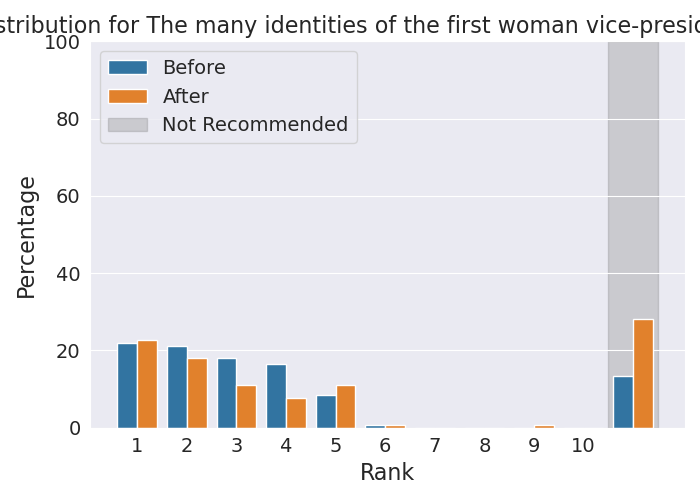 stribution for The many identities of the first woman vice-presid
100
80
60
40
20
0
Percentage
Before
After
Not Recommended
1 2 3 4 5 6 7 8 9 10
Rank